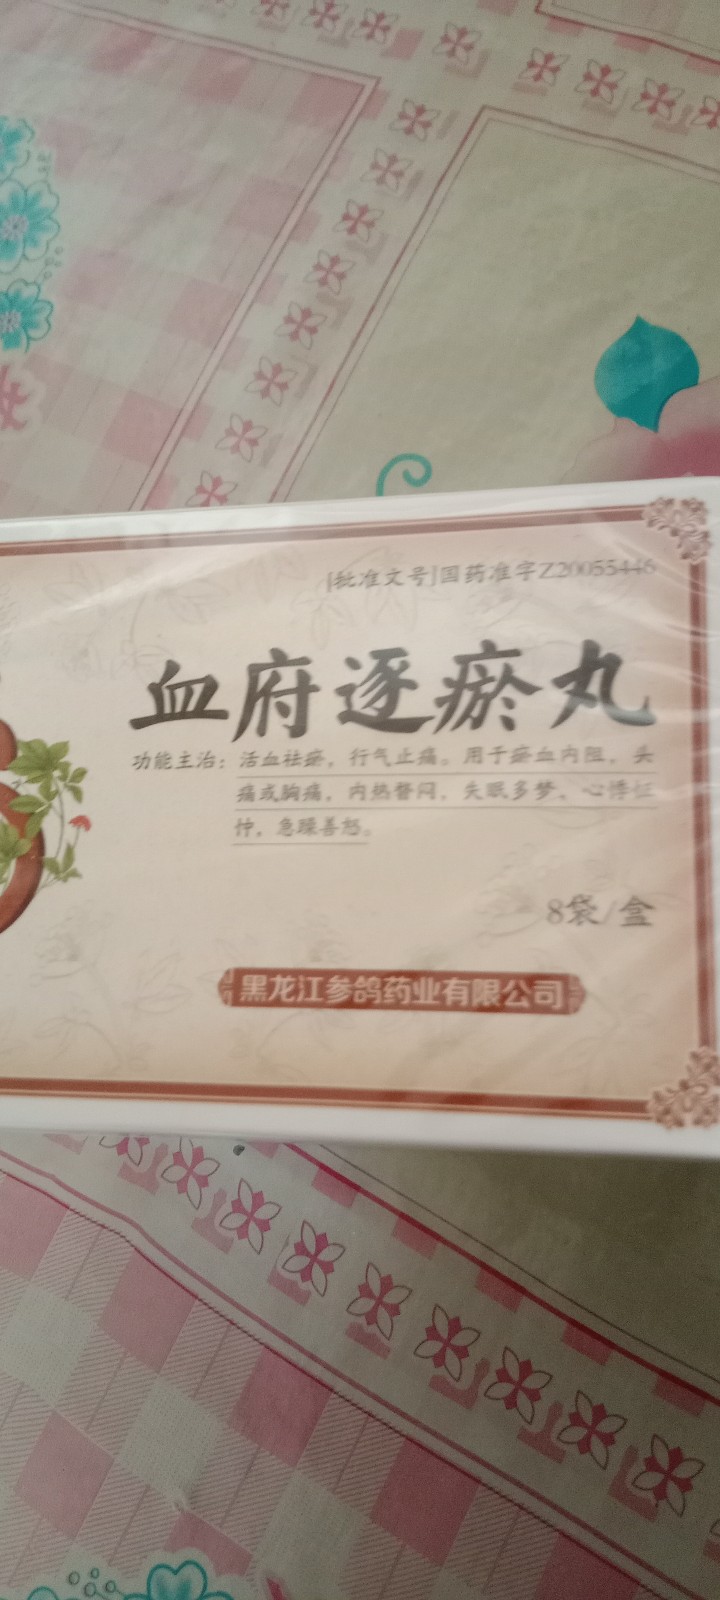 [批准文号]国药准字Z20055446
血府逐瘀丸
功能主治：活血祛瘀，行气止痛。用于瘀血内阻，头
痛或胸痛，内热瞀闷，失眠多梦，心悸怔
忡，急躁善怒。
8袋/盒
黑龙江参鸽药业有限公司